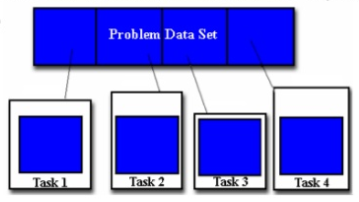 Problem Data Set
Task 1
Task 2
Task 3
Task 4